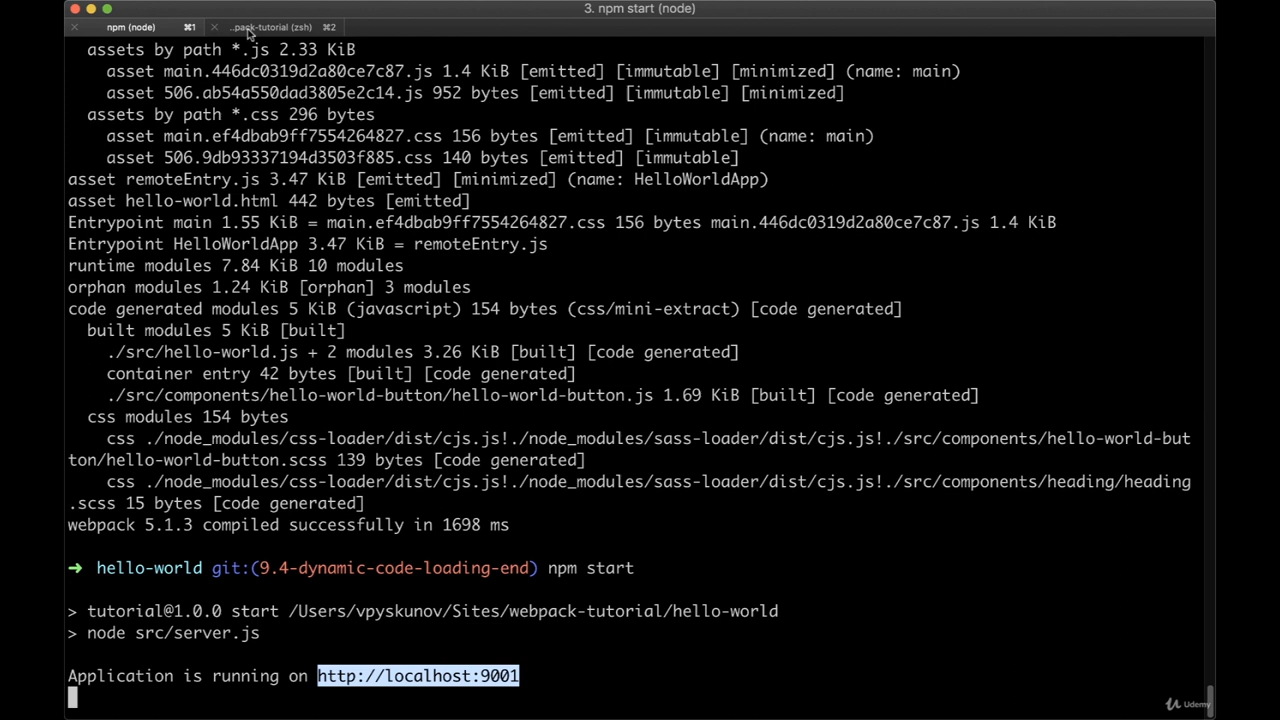 3. npm start (node)
npm (node) ⌘1 ..pack-tutorial (zsh) ⌘2
assets by path *.js 2.33 KiB
asset main.446dc0319d2a80ce7c87.js 1.4 KiB [emitted] [immutable] [minimized] (name: main)
asset 506.ab54a550dad3805e2c14.js 952 bytes [emitted] [immutable] [minimized]
assets by path *.css 296 bytes
asset main.ef4dbab9ff7554264827.css 156 bytes [emitted] [immutable] (name: main)
asset 506.9db93337194d3503f885.css 140 bytes [emitted] [immutable]
asset remoteEntry.js 3.47 KiB [emitted] [minimized] (name: HelloWorldApp)
asset hello-world.html 442 bytes [emitted]
Entrypoint main 1.55 KiB = main.ef4dbab9ff7554264827.css 156 bytes main.446dc0319d2a80ce7c87.js 1.4 KiB
Entrypoint HelloWorldApp 3.47 KiB = remoteEntry.js
runtime modules 7.84 KiB 10 modules
orphan modules 1.24 KiB [orphan] 3 modules
code generated modules 5 KiB (javascript) 154 bytes (css/mini-extract) [code generated]
built modules 5 KiB [built]
./src/hello-world.js + 2 modules 3.26 KiB [built] [code generated]
container entry 42 bytes [built] [code generated]
./src/components/hello-world-button/hello-world-button.js 1.69 KiB [built] [code generated]
css modules 154 bytes
css ./node_modules/css-loader/dist/cjs.js!./node_modules/sass-loader/dist/cjs.js!./src/components/hello-world-but
ton/hello-world-button.scss 139 bytes [code generated]
css ./node_modules/css-loader/dist/cjs.js!./node_modules/sass-loader/dist/cjs.js!./src/components/heading/heading
.scss 15 bytes [code generated]
webpack 5.1.3 compiled successfully in 1698 ms
➜ hello-world git:(9.4-dynamic-code-loading-end) npm start
> tutorial@1.0.0 start /Users/vpyskunov/Sites/webpack-tutorial/hello-world
> node src/server.js
Application is running on http://localhost:9001
Udemy